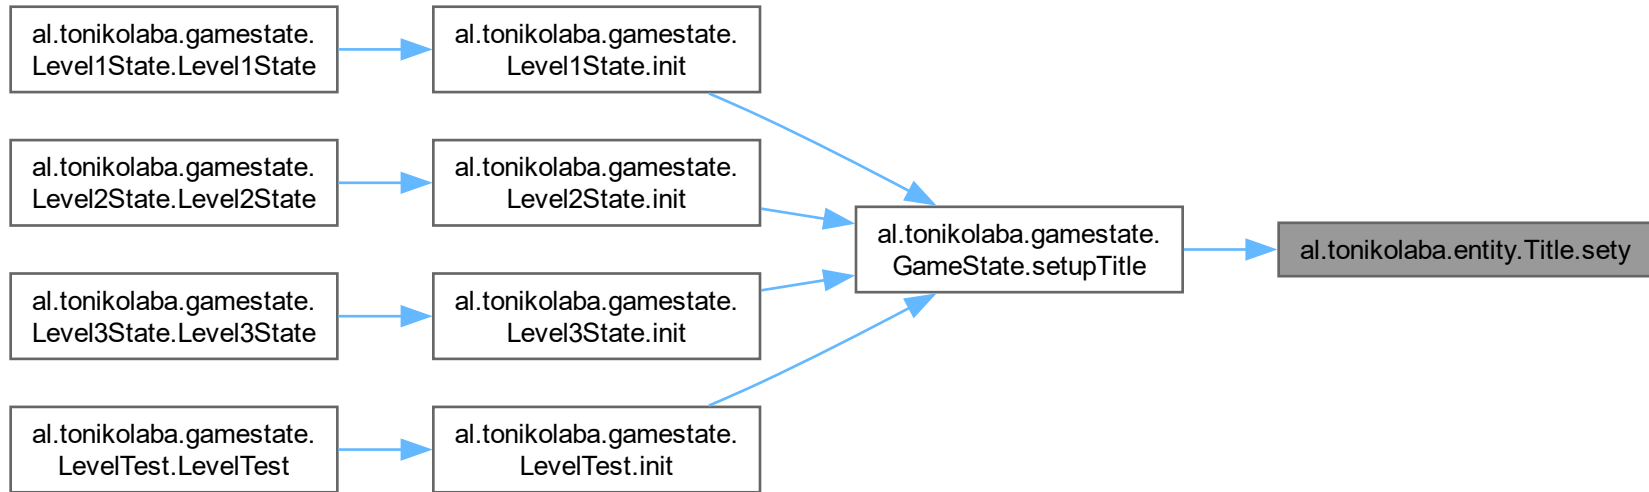 al.tonikolaba.gamestate.
Level1State.Level1State
al.tonikolaba.gamestate.
Level1State.init
al.tonikolaba.gamestate.
Level2State.Level2State
al.tonikolaba.gamestate.
Level2State.init
al.tonikolaba.gamestate.
GameState.setupTitle
al.tonikolaba.entity.Title.sety
al.tonikolaba.gamestate.
Level3State.Level3State
al.tonikolaba.gamestate.
Level3State.init
al.tonikolaba.gamestate.
LevelTest.LevelTest
al.tonikolaba.gamestate.
LevelTest.init